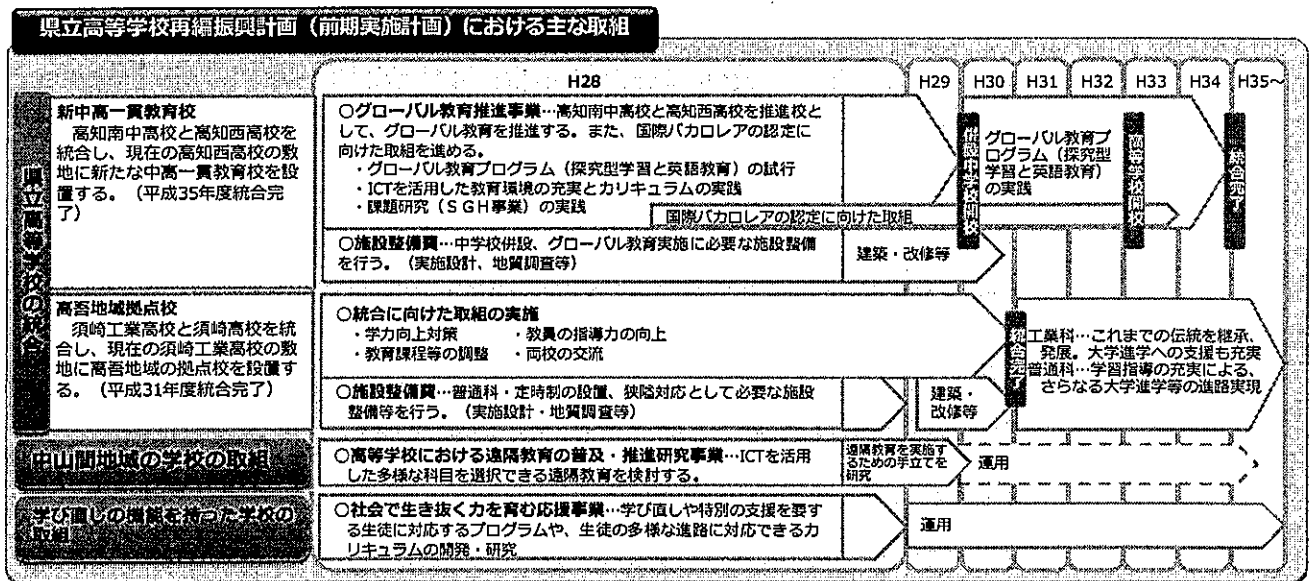 県立高等学校再編振興計画（前期実施計画）における主な取組
H28
H29
H30
H31
H32
H33
H34
H35～
県立高等学校の統合
新中高一貫教育校
高知南中高校と高知西高校を
統合し、現在の高知西高校の敷
地に新たな中高一貫教育校を設
置する。（平成35年度統合完
了）
○グローバル教育推進事業…高知南中高校と高知西高校を推進校と
して、グローバル教育を推進する。また、国際バカロレアの認定に
向けた取組を進める。
・グローバル教育プログラム（探究型学習と英語教育）の試行
・ICTを活用した教育環境の充実とカリキュラムの実践
・課題研究（SGH事業）の実践
国際バカロレアの認定に向けた取組
併設中学校開校
グローバル教育プ
ログラム（探究型
学習と英語教育）
の実践
高等学校開校
統合完了
○施設整備費…中学校併設、グローバル教育実施に必要な施設整備
を行う。（実施設計、地質調査等）
建築・改修等
高吾地域拠点校
須崎工業高校と須崎高校を統
合し、現在の須崎工業高校の敷
地に高吾地域の拠点校を設置す
る。（平成31年度統合完了）
○統合に向けた取組の実施
・学力向上対策　・教員の指導力の向上
・教育課程等の調整　・両校の交流
統合完了
工業科…これまでの伝統を継承、
発展。大学進学への支援も充実
普通科…学習指導の充実による、
さらなる大学進学等の進路実現
○施設整備費…普通科・定時制の設置、狭隘対応として必要な施設
整備等を行う。（実施設計・地質調査等）
建築・
改修等
中山間地域の学校の取組
○高等学校における遠隔教育の普及・推進研究事業…ICTを活用
した多様な科目を選択できる遠隔教育を検討する。
遠隔教育を実施す
るための手立てを
研究
運用
学び直しの機能を持った学校の
取組
○社会で生き抜く力を育む応援事業…学び直しや特別の支援を要す
る生徒に対応するプログラムや、生徒の多様な進路に対応できるカ
リキュラムの開発・研究
運用